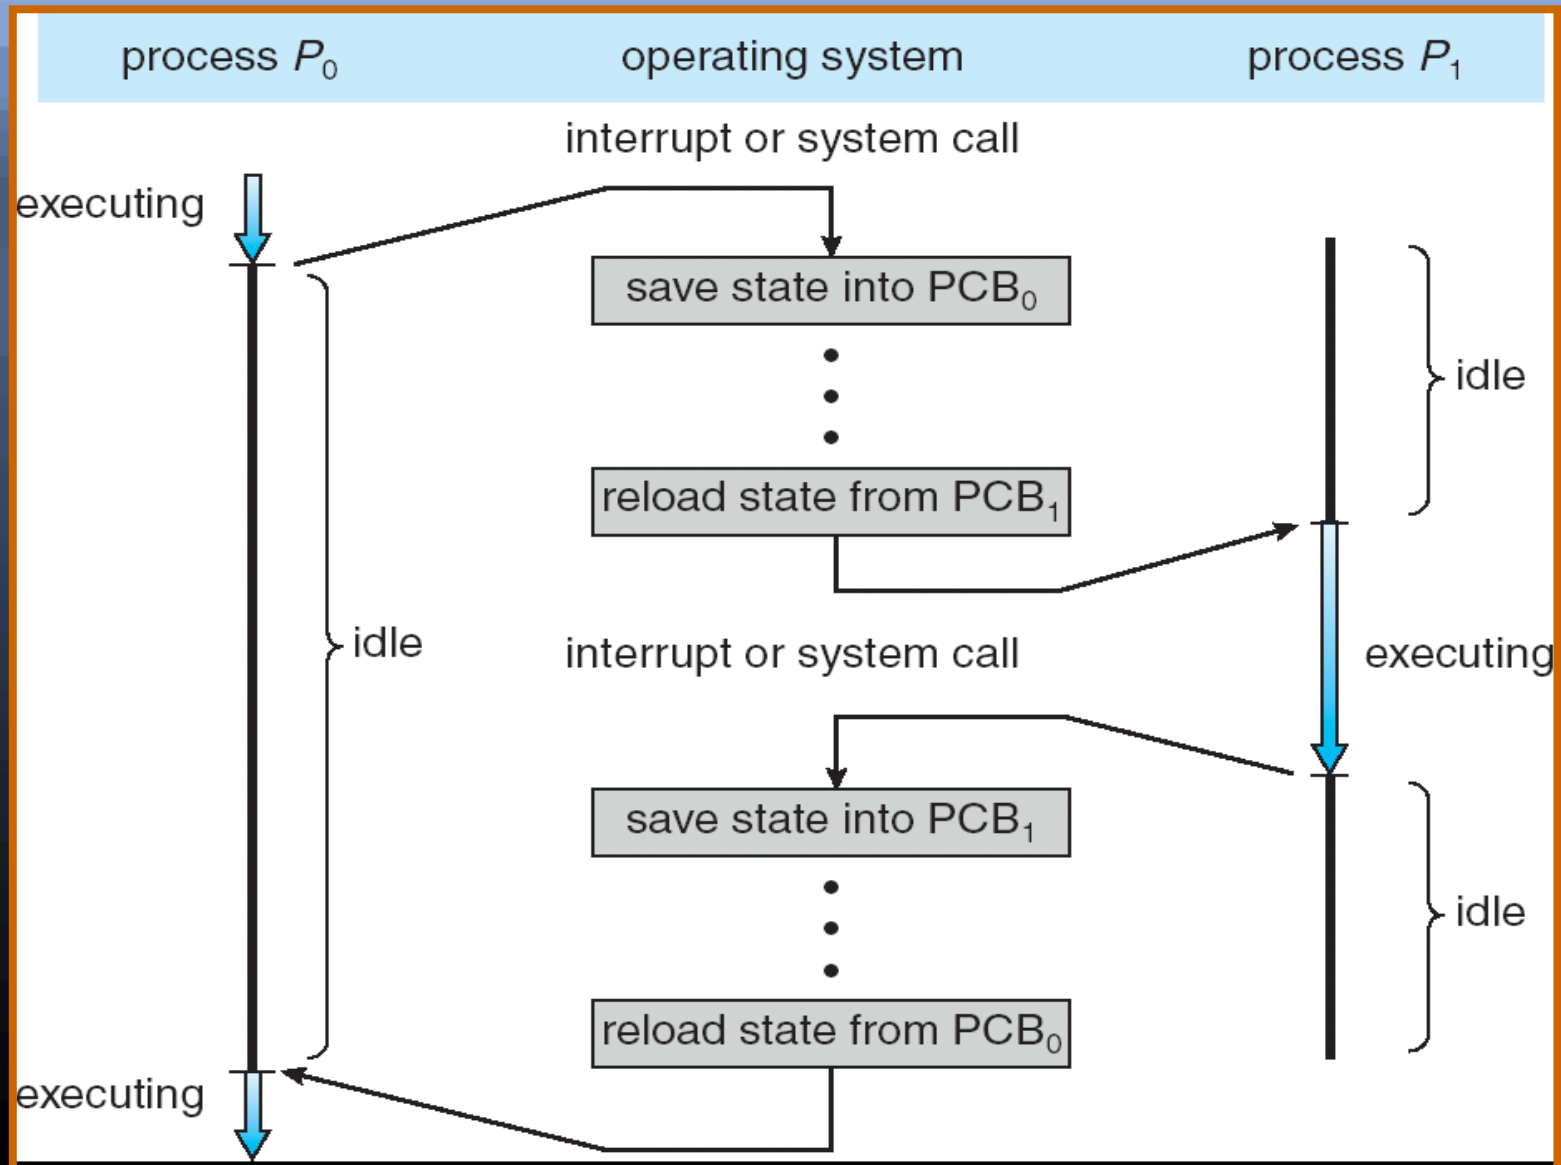 process P₀ operating system process P₁
interrupt or system call
executing
save state into PCB₀
idle
reload state from PCB₁
idle
interrupt or system call
executing
save state into PCB₁
idle
reload state from PCB₀
executing